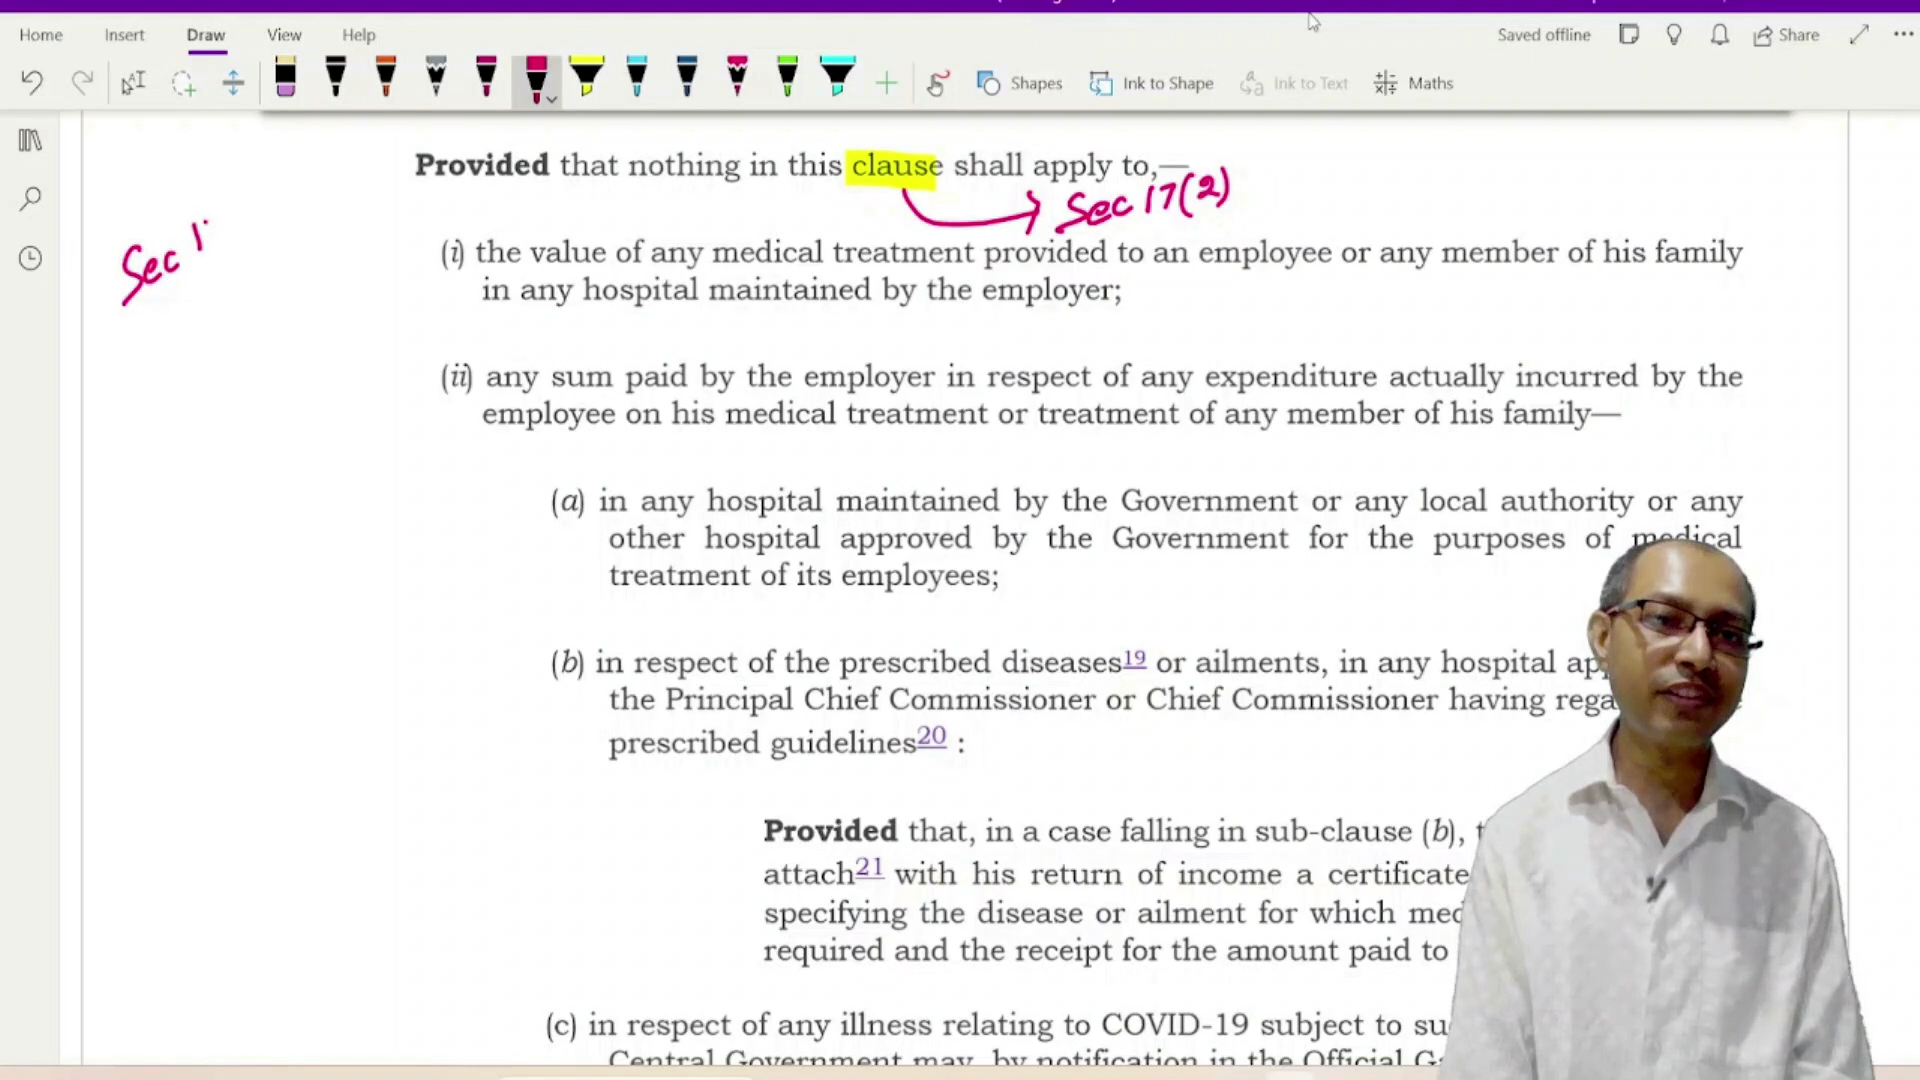 Home Insert Draw View Help
Saved offline Share
Shapes Ink to Shape Ink to Text Maths
Provided that nothing in this clause shall apply to,—
Sec 17(2)
Sec 1
(i) the value of any medical treatment provided to an employee or any member of his family
in any hospital maintained by the employer;
(ii) any sum paid by the employer in respect of any expenditure actually incurred by the
employee on his medical treatment or treatment of any member of his family—
(a) in any hospital maintained by the Government or any local authority or any
other hospital approved by the Government for the purposes of medical
treatment of its employees;
(b) in respect of the prescribed diseases19 or ailments, in any hospital
the Principal Chief Commissioner or Chief Commissioner having
prescribed guidelines20 :
Provided that, in a case falling in sub-clause (b),
attach21 with his return of income a certificate
specifying the disease or ailment for which
required and the receipt for the amount paid to
(c) in respect of any illness relating to COVID-19 subject to
Central Government may, by notification in the Official